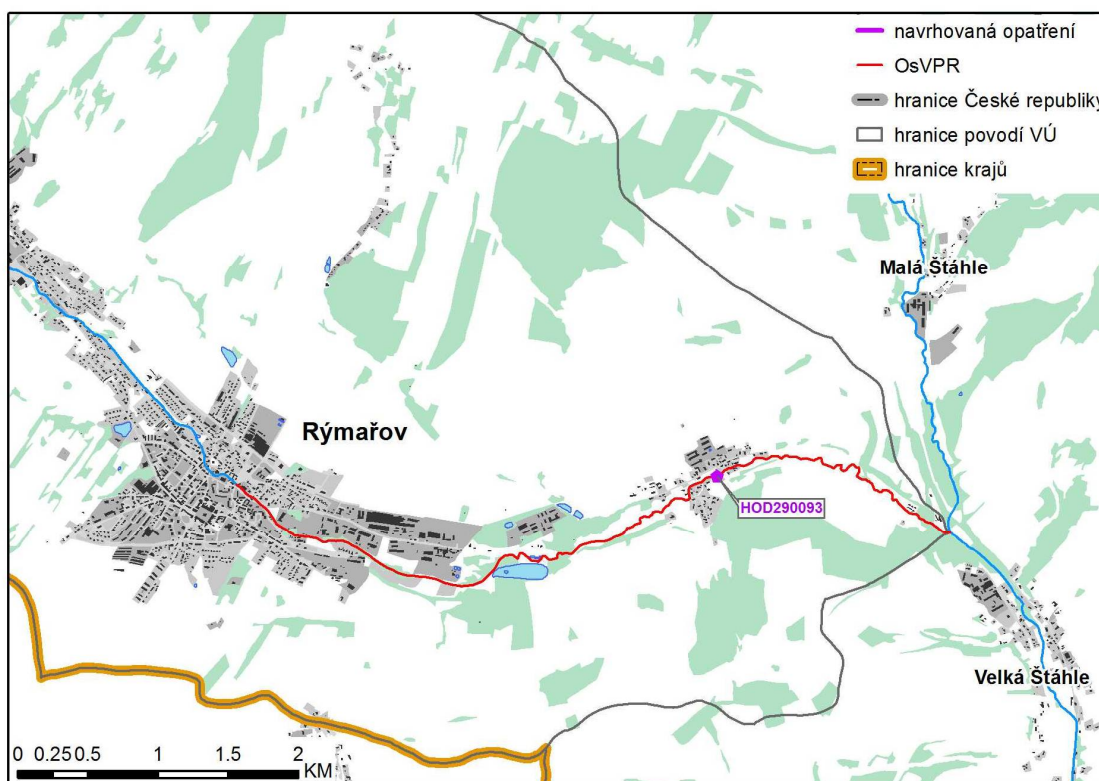 navrhovaná opatření
OsVPR
hranice České republiky
hranice povodí VÚ
hranice krajů
Malá Štáhle
Rýmařov
HOD290093
Velká Štáhle
0 0.25 0.5 1 1.5 2
KM